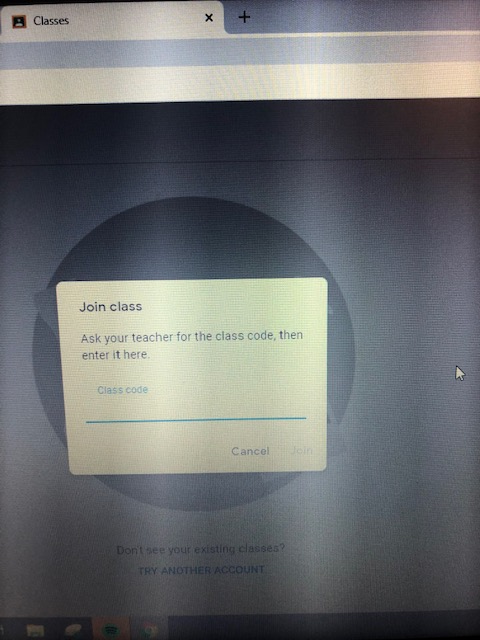 Classes
Join class
Ask your teacher for the class code, then
enter it here.
Class code
Cancel Join
Don't see your existing classes?
TRY ANOTHER ACCOUNT